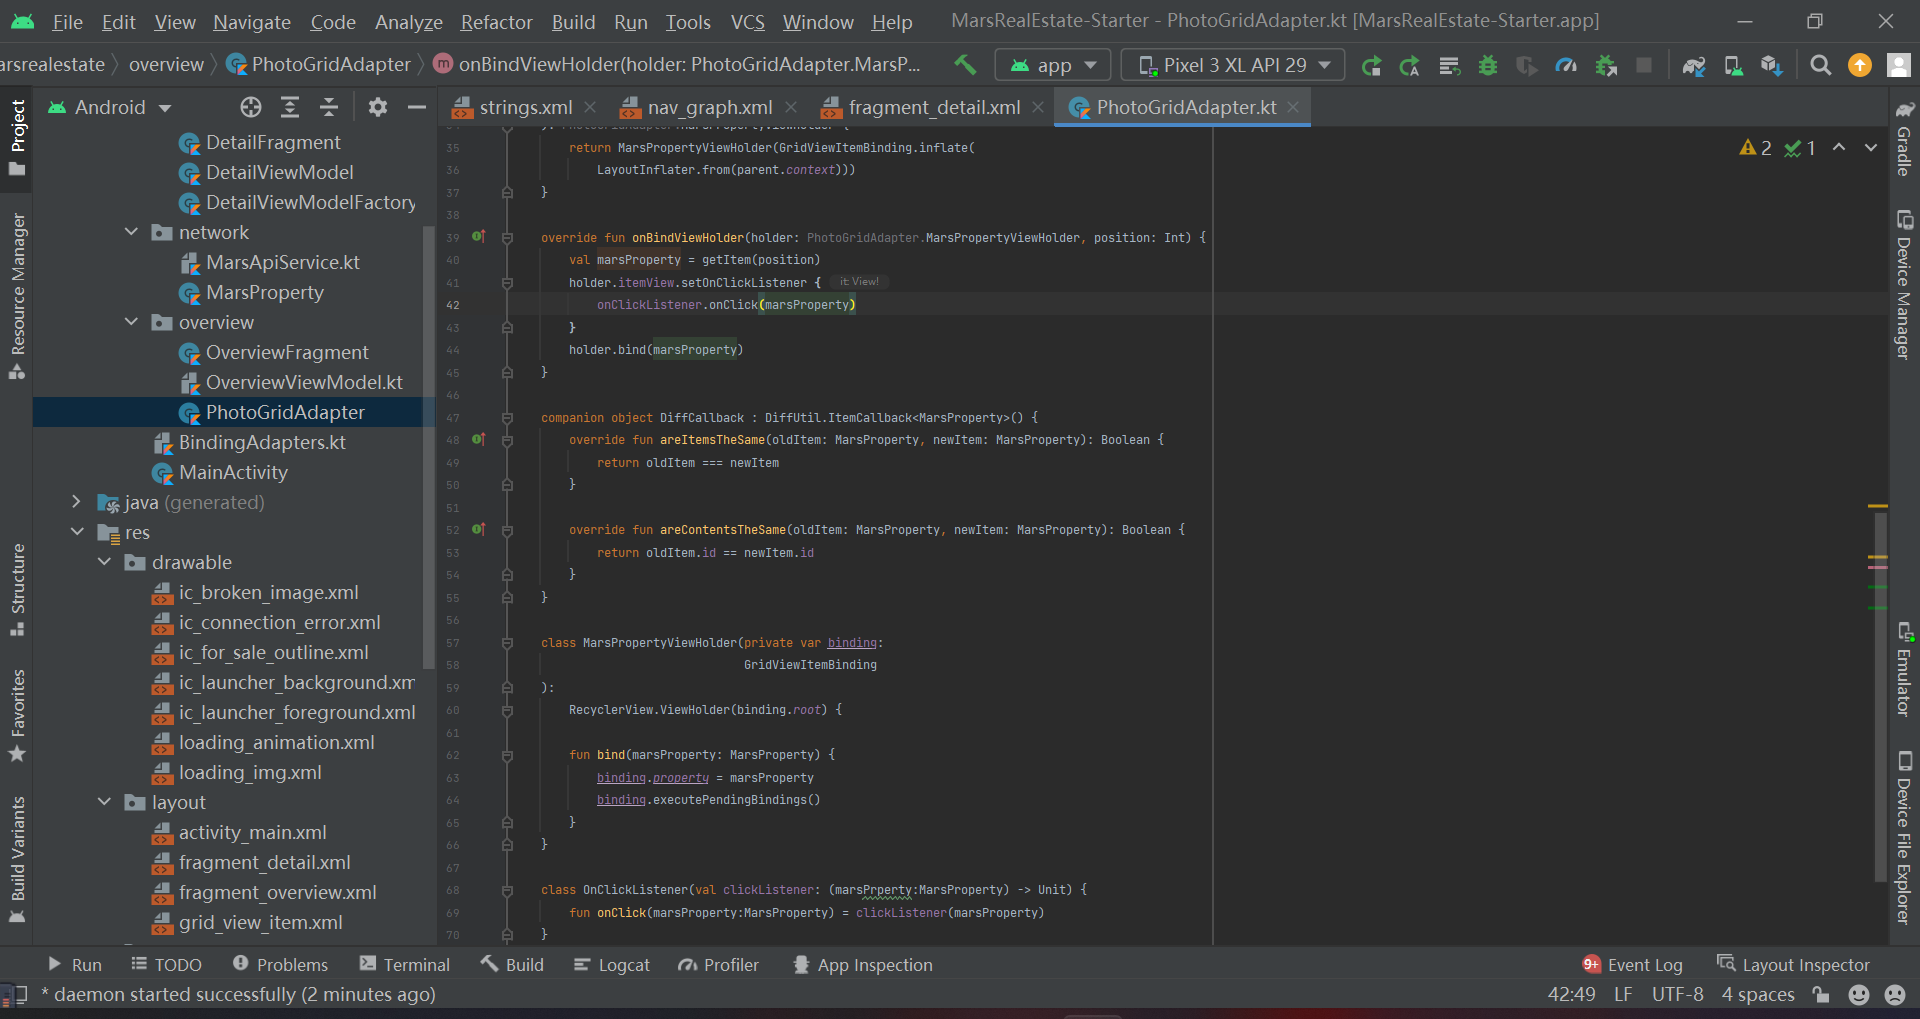 File Edit View Navigate Code Analyze Refactor Build Run Tools VCS Window Help MarsRealEstate-Starter - PhotoGridAdapter.kt [MarsRealEstate-Starter.app]
arsrealestate overview PhotoGridAdapter onBindViewHolder(holder: PhotoGridAdapter.MarsP... app Pixel 3 XL API 29
Android
strings.xml nav_graph.xml fragment_detail.xml PhotoGridAdapter.kt
Project
Resource Manager
Structure
Favorites
Build Variants
DetailFragment
DetailViewModel
DetailViewModelFactory
network
MarsApiService.kt
MarsProperty
overview
OverviewFragment
OverviewViewModel.kt
PhotoGridAdapter
BindingAdapters.kt
MainActivity
java (generated)
res
drawable
ic_broken_image.xml
ic_connection_error.xml
ic_for_sale_outline.xml
ic_launcher_background.xm
ic_launcher_foreground.xml
loading_animation.xml
loading_img.xml
layout
activity_main.xml
fragment_detail.xml
fragment_overview.xml
grid_view_item.xml
35 return MarsPropertyViewHolder(GridViewItemBinding.inflate(
36 LayoutInflater.from(parent.context)))
37 }
38
39 override fun onBindViewHolder(holder: PhotoGridAdapter.MarsPropertyViewHolder, position: Int) {
40 val marsProperty = getItem(position)
41 holder.itemView.setOnClickListener { it: View!
42 onClickListener.onClick(marsProperty)
43 }
44 holder.bind(marsProperty)
45 }
46
47 companion object DiffCallback : DiffUtil.ItemCallback<MarsProperty>() {
48 override fun areItemsTheSame(oldItem: MarsProperty, newItem: MarsProperty): Boolean {
49 return oldItem === newItem
50 }
51
52 override fun areContentsTheSame(oldItem: MarsProperty, newItem: MarsProperty): Boolean {
53 return oldItem.id == newItem.id
54 }
55 }
56
57 class MarsPropertyViewHolder(private var binding:
58 GridViewItemBinding
59 ):
60 RecyclerView.ViewHolder(binding.root) {
61
62 fun bind(marsProperty: MarsProperty) {
63 binding.property = marsProperty
64 binding.executePendingBindings()
65 }
66 }
67
68 class OnClickListener(val clickListener: (marsPrperty:MarsProperty) -> Unit) {
69 fun onClick(marsProperty:MarsProperty) = clickListener(marsProperty)
70 }
2 1
Gradle
Device Manager
Emulator
Device File Explorer
Run TODO Problems Terminal Build Logcat Profiler App Inspection 9+ Event Log Layout Inspector
* daemon started successfully (2 minutes ago) 42:49 LF UTF-8 4 spaces